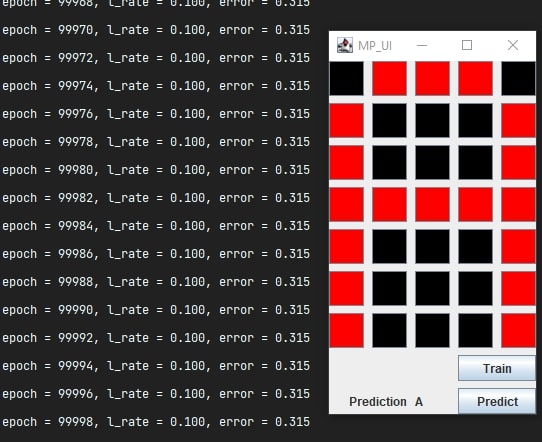 epoch = 99968, l_rate = 0.100, error = 0.315
epoch = 99970, l_rate = 0.100, error = 0.315
epoch = 99972, l_rate = 0.100, error = 0.315
epoch = 99974, l_rate = 0.100, error = 0.315
epoch = 99976, l_rate = 0.100, error = 0.315
epoch = 99978, l_rate = 0.100, error = 0.315
epoch = 99980, l_rate = 0.100, error = 0.315
epoch = 99982, l_rate = 0.100, error = 0.315
epoch = 99984, l_rate = 0.100, error = 0.315
epoch = 99986, l_rate = 0.100, error = 0.315
epoch = 99988, l_rate = 0.100, error = 0.315
epoch = 99990, l_rate = 0.100, error = 0.315
epoch = 99992, l_rate = 0.100, error = 0.315
epoch = 99994, l_rate = 0.100, error = 0.315
epoch = 99996, l_rate = 0.100, error = 0.315
epoch = 99998, l_rate = 0.100, error = 0.315
MP_UI
Train
Prediction A
Predict